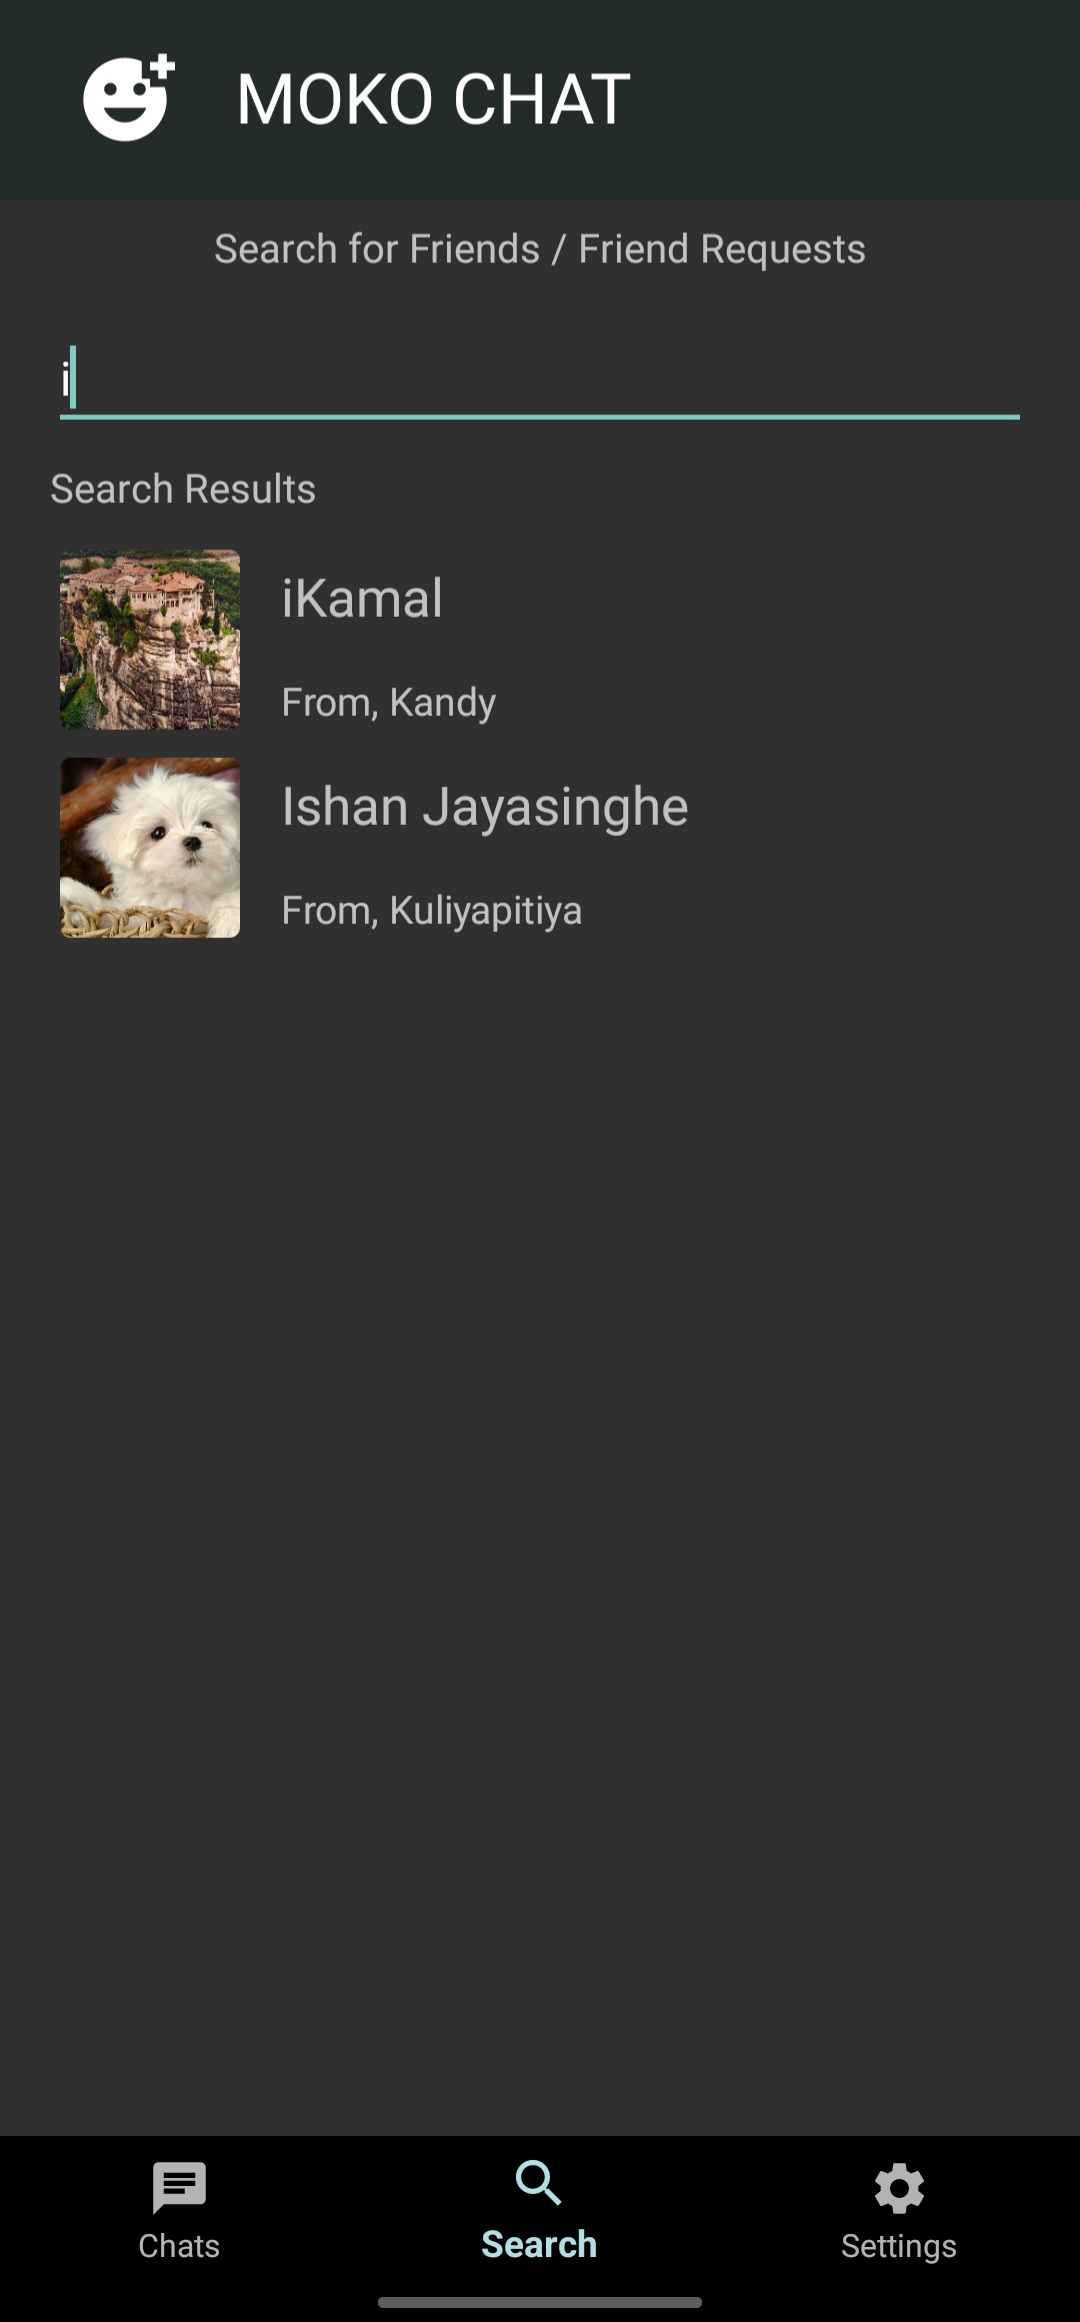 MOKO CHAT
Search for Friends / Friend Requests
i
Search Results
iKamal
From, Kandy
Ishan Jayasinghe
From, Kuliyapitiya
Chats
Search
Settings